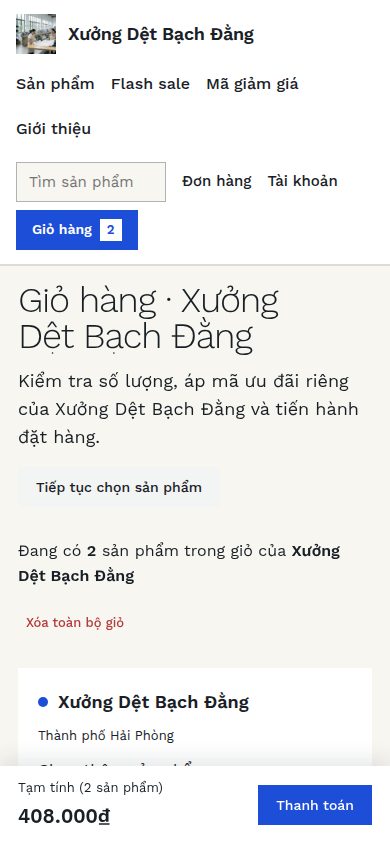 Xưởng Dệt Bạch Đằng
Sản phẩm Flash sale Mã giảm giá
Giới thiệu
Tìm sản phẩm Đơn hàng Tài khoản
Giỏ hàng 2
Giỏ hàng · Xưởng
Dệt Bạch Đằng
Kiểm tra số lượng, áp mã ưu đãi riêng
của Xưởng Dệt Bạch Đằng và tiến hành
đặt hàng.
Tiếp tục chọn sản phẩm
Đang có 2 sản phẩm trong giỏ của Xưởng
Dệt Bạch Đằng
Xóa toàn bộ giỏ
Xưởng Dệt Bạch Đằng
Thành phố Hải Phòng
Tạm tính (2 sản phẩm)
408.000₫
Thanh toán